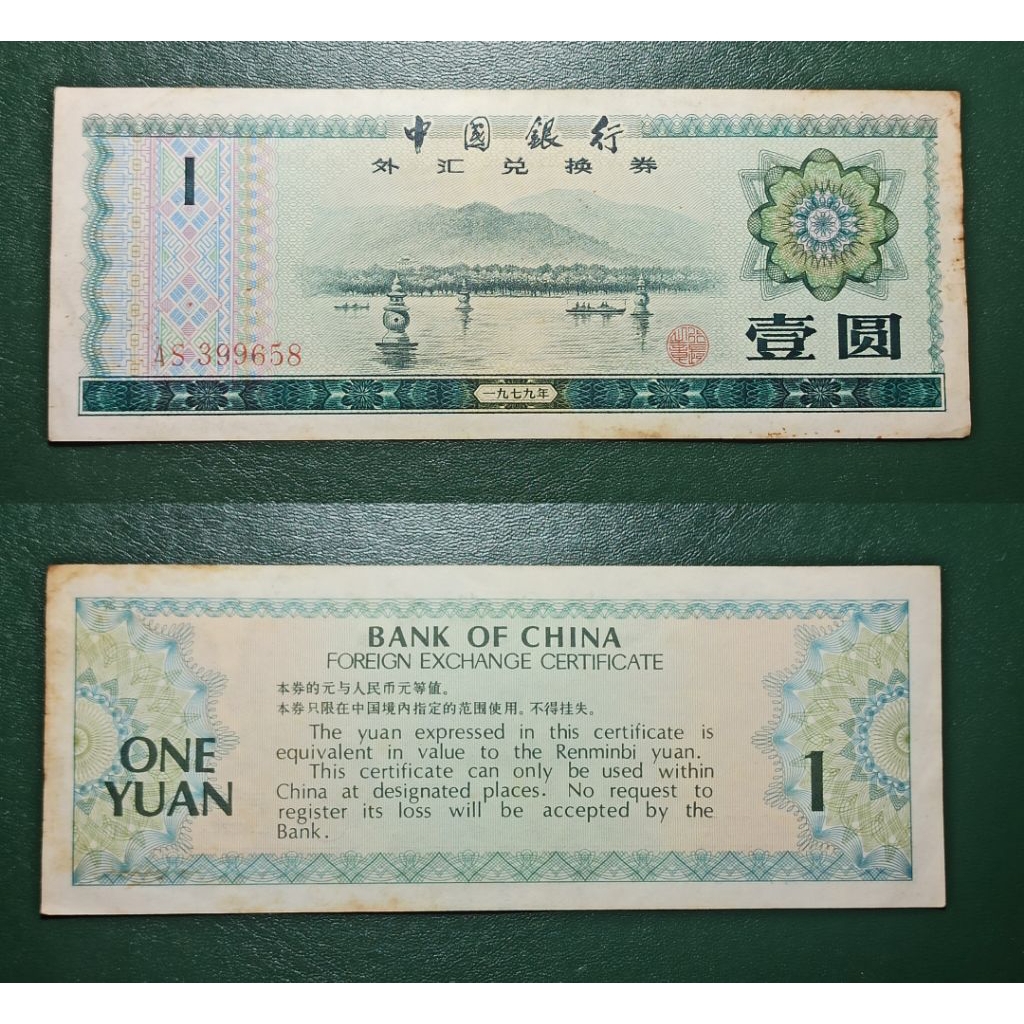 中國銀行
外汇兑换券
1
AS 399658
壹圆
一九七九年
BANK OF CHINA
FOREIGN EXCHANGE CERTIFICATE
本券的元与人民币元等值。
本券只限在中国境内指定的范围使用。不得挂失。
The yuan expressed in this certificate is
equivalent in value to the Renminbi yuan.
This certificate can only be used within
China at designated places. No request to
register its loss will be accepted by the
Bank.
ONE
YUAN
1